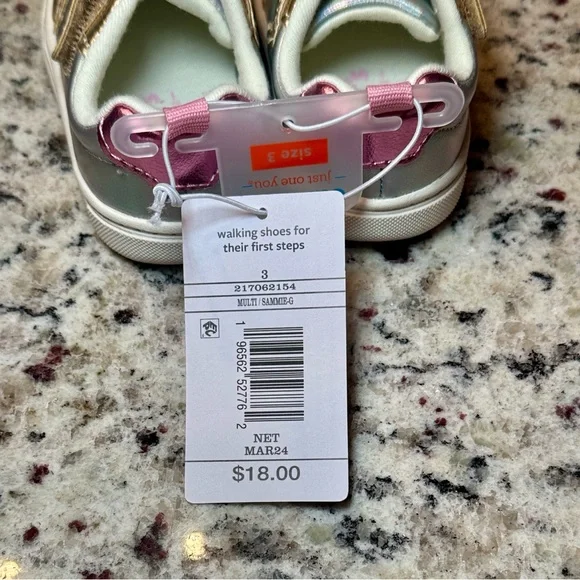 size 3
just one you
walking shoes for
their first steps
3
217062154
MULTI / SAMMIE-G
1 96562 52776 2
NET
MAR24
$18.00